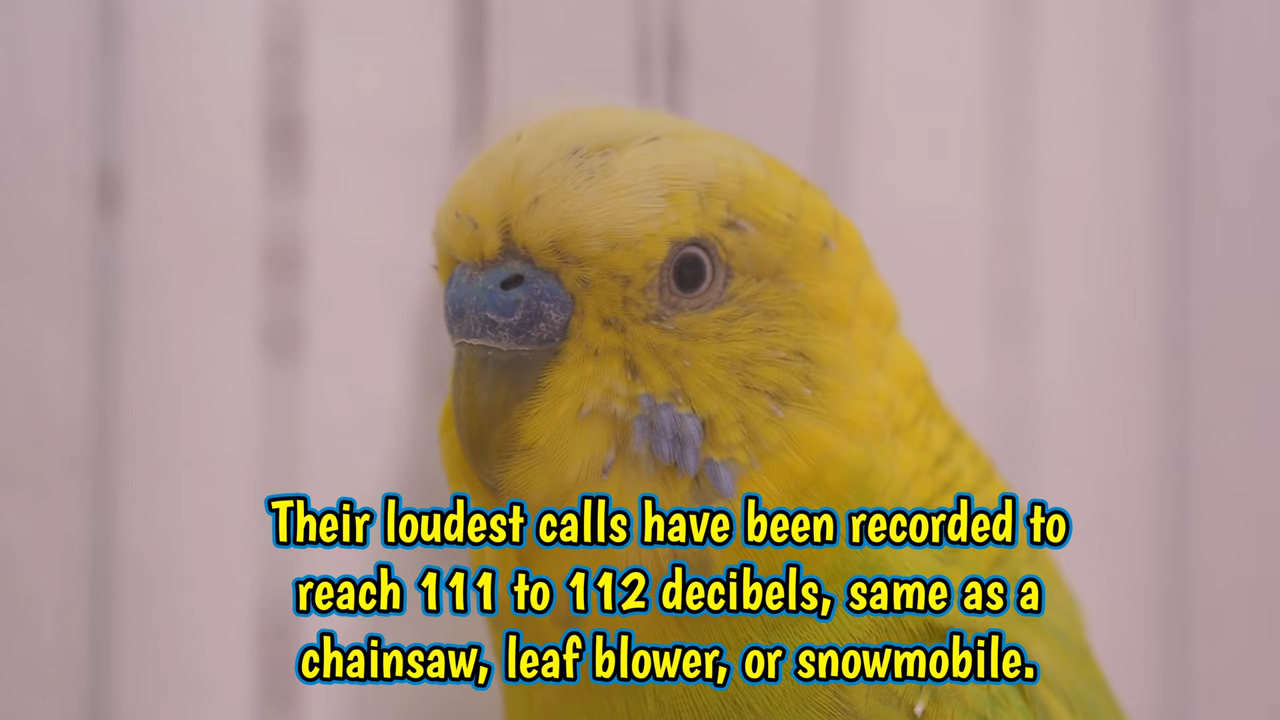 Their loudest calls have been recorded to
reach 111 to 112 decibels, same as a
chainsaw, leaf blower, or snowmobile.